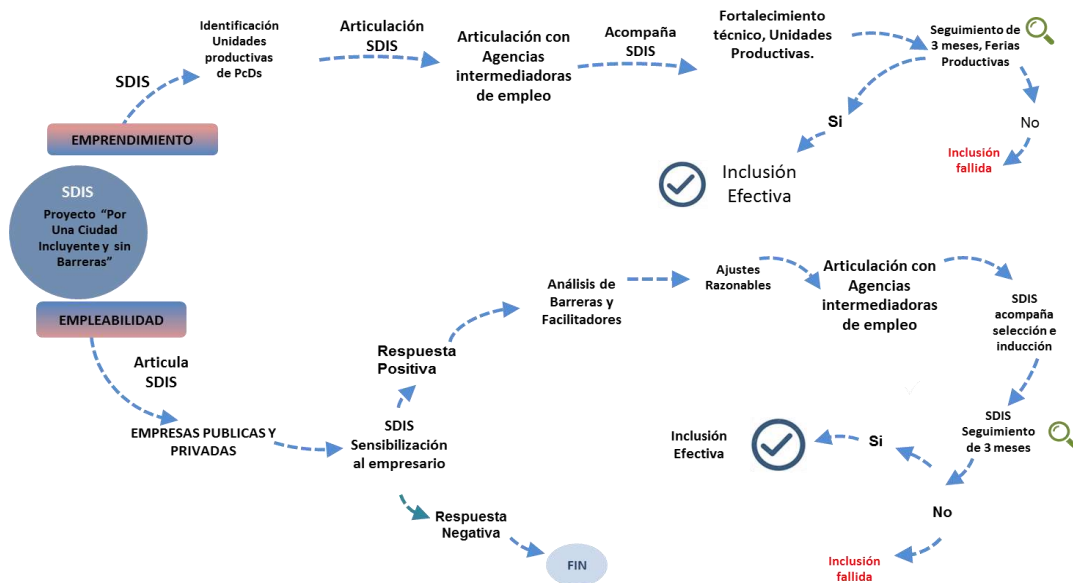 SDIS
Identificación
Unidades
productivas
de PcDs
Articulación
SDIS
Articulación con
Agencias
intermediadoras
de empleo
Acompaña
SDIS
Fortalecimiento
técnico, Unidades
Productivas.
Seguimiento de
3 meses, Ferias
Productivas
EMPRENDIMIENTO
Si
No
Inclusión
fallida
Inclusión
Efectiva
SDIS
Proyecto “Por
Una Ciudad
Incluyente y sin
Barreras”
EMPLEABILIDAD
Articula
SDIS
EMPRESAS PUBLICAS Y
PRIVADAS
SDIS
Sensibilización
al empresario
Respuesta
Positiva
Análisis de
Barreras y
Facilitadores
Ajustes
Razonables
Articulación con
Agencias
intermediadoras
de empleo
SDIS
acompaña
selección e
inducción
SDIS
Seguimiento
de 3 meses
Si
Inclusión
Efectiva
No
Inclusión
fallida
Respuesta
Negativa
FIN